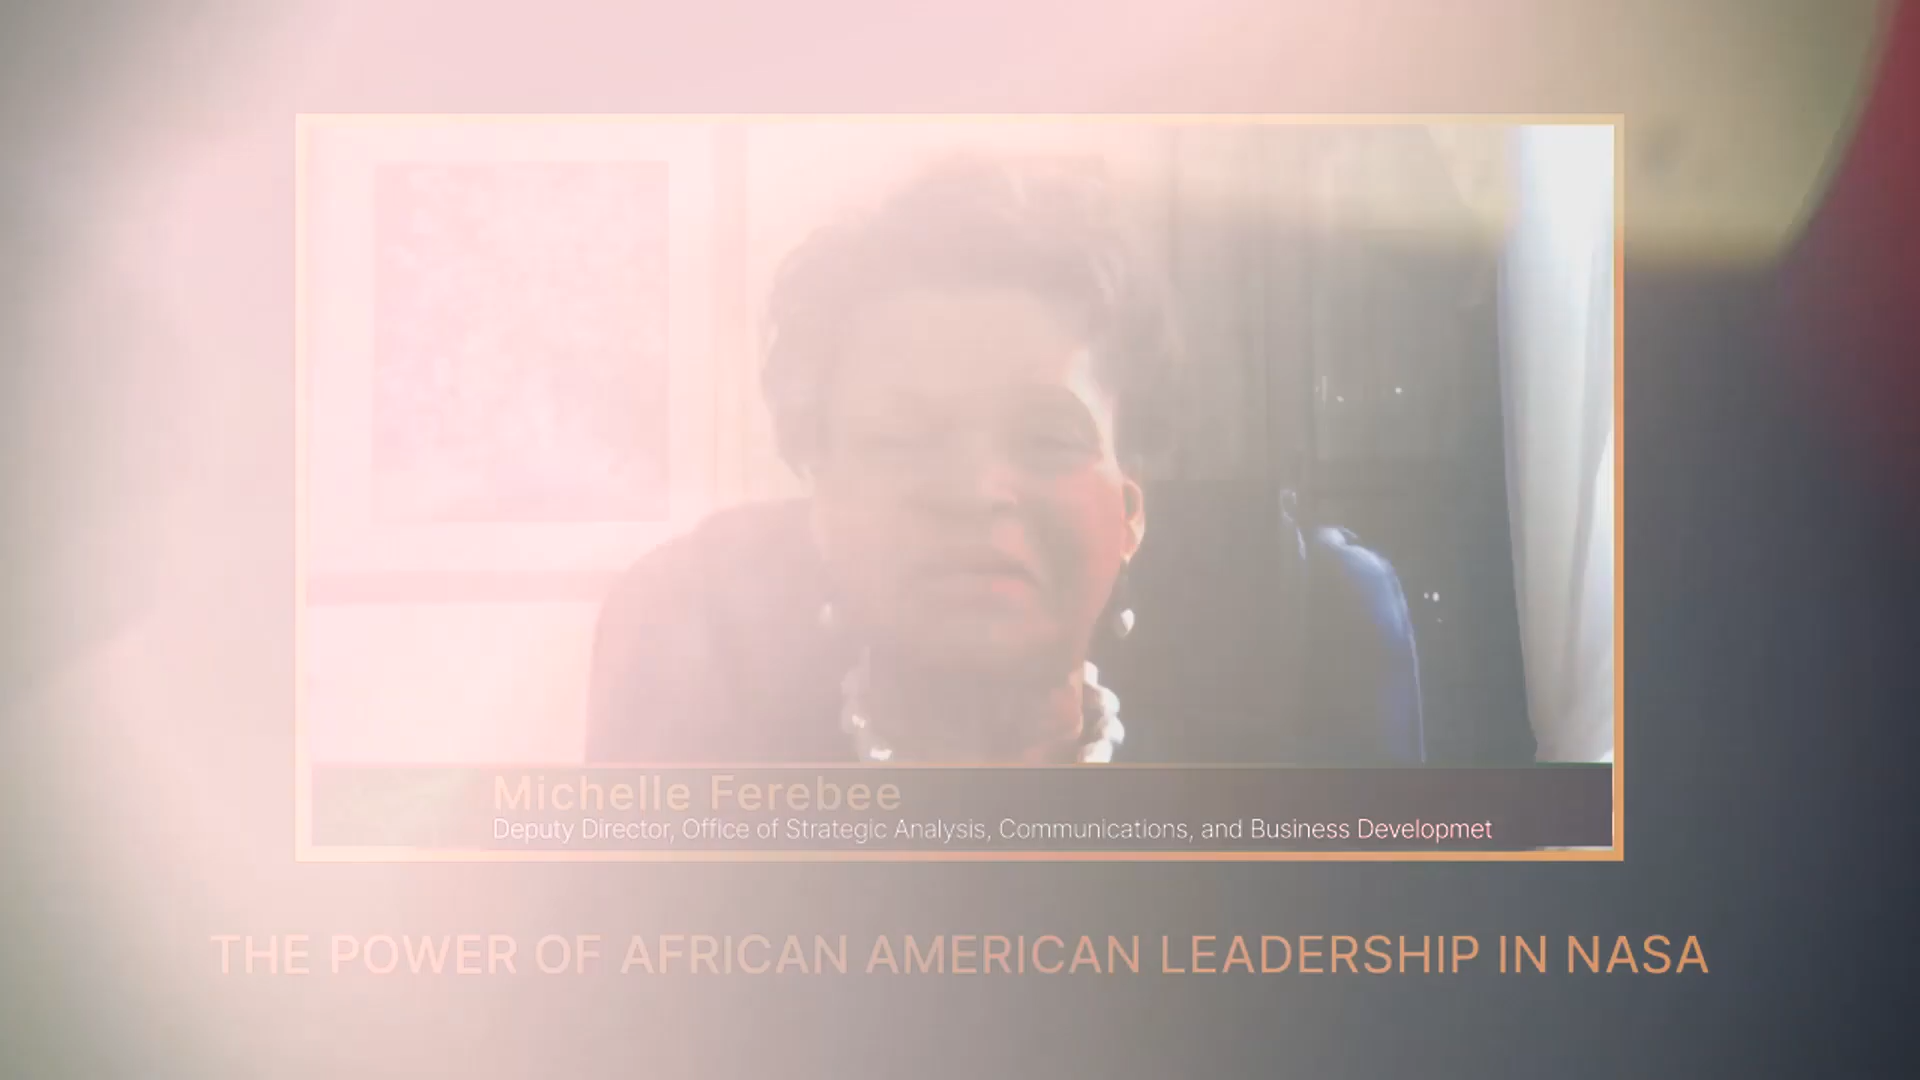 Michelle Ferebee
Deputy Director, Office of Strategic Analysis, Communications, and Business Developmet
THE POWER OF AFRICAN AMERICAN LEADERSHIP IN NASA